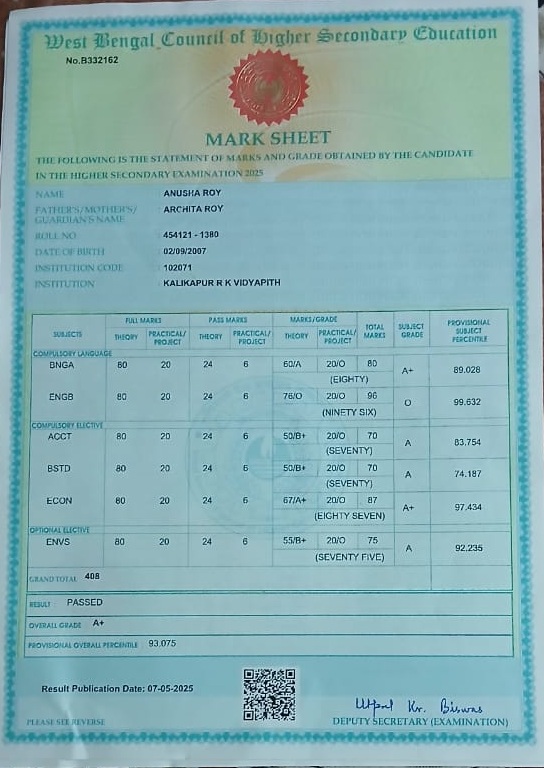 West Bengal Council of Higher Secondary Education
No.B332162
MARK SHEET
THE FOLLOWING IS THE STATEMENT OF MARKS AND GRADE OBTAINED BY THE CANDIDATE
IN THE HIGHER SECONDARY EXAMINATION 2025
NAME ANUSHA ROY
FATHER'S/MOTHER'S/ : ARCHITA ROY
GUARDIAN'S NAME
ROLL NO 454121 - 1380
DATE OF BIRTH : 02/09/2007
INSTITUTION CODE : 102071
INSTITUTION : KALIKAPUR R K VIDYAPITH
SUBJECTS FULL MARKS PASS MARKS MARKS/GRADE TOTAL MARKS SUBJECT GRADE PROVISIONAL SUBJECT PERCENTILE
THEORY PRACTICAL/PROJECT THEORY PRACTICAL/PROJECT THEORY PRACTICAL/PROJECT
COMPULSORY LANGUAGE
BNGA 80 20 24 6 60/A 20/O 80 A+ 89.028
(EIGHTY)
ENGB 80 20 24 6 76/O 20/O 96 O 99.632
(NINETY SIX)
COMPULSORY ELECTIVE
ACCT 80 20 24 6 50/B+ 20/O 70 A 83.754
(SEVENTY)
BSTD 80 20 24 6 50/B+ 20/O 70 A 74.187
(SEVENTY)
ECON 80 20 24 6 67/A+ 20/O 87 A+ 97.434
(EIGHTY SEVEN)
OPTIONAL ELECTIVE
ENVS 80 20 24 6 55/B+ 20/O 75 A 92.235
(SEVENTY FIVE)
GRAND TOTAL 408
RESULT PASSED
OVERALL GRADE A+
PROVISIONAL OVERALL PERCENTILE 93.075
Result Publication Date: 07-05-2025
Utpal Kr. Biswas
PLEASE SEE REVERSE
DEPUTY SECRETARY (EXAMINATION)